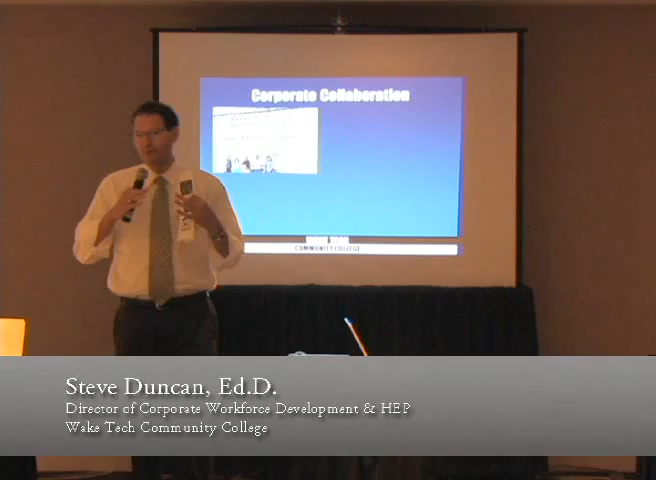 Corporate Collaboration
COMMUNITY COLLEGE
Steve Duncan, Ed.D.
Director of Corporate Workforce Development & HEP
Wake Tech Community College